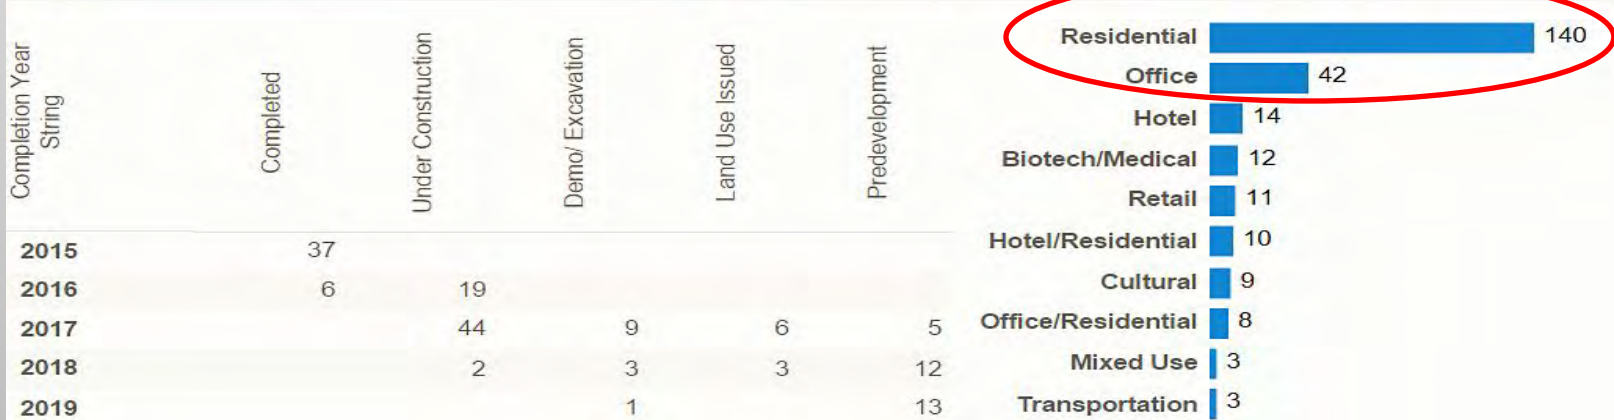 Completion Year
String
Completed
Under Construction
Demo/ Excavation
Land Use Issued
Predevelopment
2015 37
2016 6 19
2017 44 9 6 5
2018 2 3 3 12
2019 1 13
Residential 140
Office 42
Hotel 14
Biotech/Medical 12
Retail 11
Hotel/Residential 10
Cultural 9
Office/Residential 8
Mixed Use 3
Transportation 3